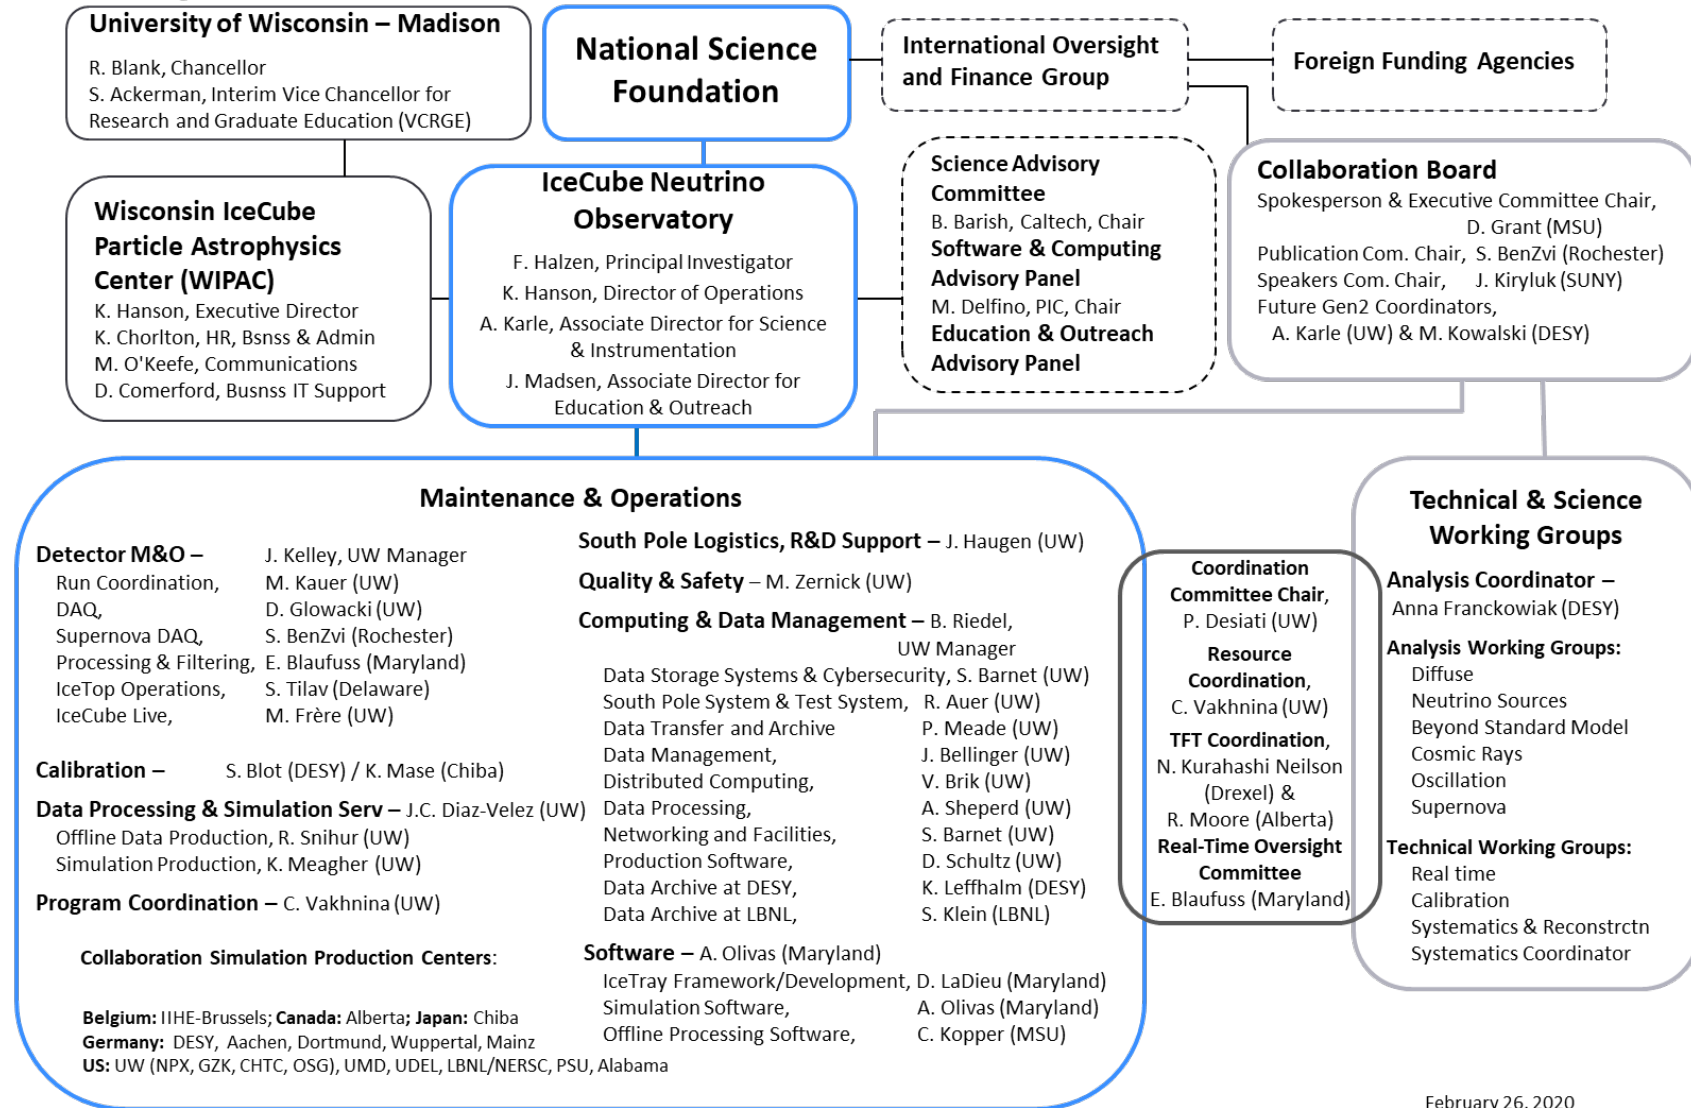 University of Wisconsin – Madison
R. Blank, Chancellor
S. Ackerman, Interim Vice Chancellor for
Research and Graduate Education (VCRGE)
National Science
Foundation
International Oversight
and Finance Group
Foreign Funding Agencies
Wisconsin IceCube
Particle Astrophysics
Center (WIPAC)
K. Hanson, Executive Director
K. Chorlton, HR, Bsnss & Admin
M. O'Keefe, Communications
D. Comerford, Busnss IT Support
IceCube Neutrino
Observatory
F. Halzen, Principal Investigator
K. Hanson, Director of Operations
A. Karle, Associate Director for Science
& Instrumentation
J. Madsen, Associate Director for
Education & Outreach
Science Advisory
Committee
B. Barish, Caltech, Chair
Software & Computing
Advisory Panel
M. Delfino, PIC, Chair
Education & Outreach
Advisory Panel
Collaboration Board
Spokesperson & Executive Committee Chair,
D. Grant (MSU)
Publication Com. Chair, S. BenZvi (Rochester)
Speakers Com. Chair, J. Kiryluk (SUNY)
Future Gen2 Coordinators,
A. Karle (UW) & M. Kowalski (DESY)
Maintenance & Operations
Detector M&O – J. Kelley, UW Manager
Run Coordination, M. Kauer (UW)
DAQ, D. Glowacki (UW)
Supernova DAQ, S. BenZvi (Rochester)
Processing & Filtering, E. Blaufuss (Maryland)
IceTop Operations, S. Tilav (Delaware)
IceCube Live, M. Frère (UW)
Calibration – S. Blot (DESY) / K. Mase (Chiba)
Data Processing & Simulation Serv – J.C. Diaz-Velez (UW)
Offline Data Production, R. Snihur (UW)
Simulation Production, K. Meagher (UW)
Program Coordination – C. Vakhnina (UW)
Collaboration Simulation Production Centers:
Belgium: IIHE-Brussels; Canada: Alberta; Japan: Chiba
Germany: DESY, Aachen, Dortmund, Wuppertal, Mainz
US: UW (NPX, GZK, CHTC, OSG), UMD, UDEL, LBNL/NERSC, PSU, Alabama
South Pole Logistics, R&D Support – J. Haugen (UW)
Quality & Safety – M. Zernick (UW)
Computing & Data Management – B. Riedel,
UW Manager
Data Storage Systems & Cybersecurity, S. Barnet (UW)
South Pole System & Test System, R. Auer (UW)
Data Transfer and Archive P. Meade (UW)
Data Management, J. Bellinger (UW)
Distributed Computing, V. Brik (UW)
Data Processing, A. Sheperd (UW)
Networking and Facilities, S. Barnet (UW)
Production Software, D. Schultz (UW)
Data Archive at DESY, K. Leffhalm (DESY)
Data Archive at LBNL, S. Klein (LBNL)
Software – A. Olivas (Maryland)
IceTray Framework/Development, D. LaDieu (Maryland)
Simulation Software, A. Olivas (Maryland)
Offline Processing Software, C. Kopper (MSU)
Coordination
Committee Chair,
P. Desiati (UW)
Resource
Coordination,
C. Vakhnina (UW)
TFT Coordination,
N. Kurahashi Neilson
(Drexel) &
R. Moore (Alberta)
Real-Time Oversight
Committee
E. Blaufuss (Maryland)
Technical & Science
Working Groups
Analysis Coordinator –
Anna Franckowiak (DESY)
Analysis Working Groups:
Diffuse
Neutrino Sources
Beyond Standard Model
Cosmic Rays
Oscillation
Supernova
Technical Working Groups:
Real time
Calibration
Systematics & Reconstrctn
Systematics Coordinator
February 26, 2020